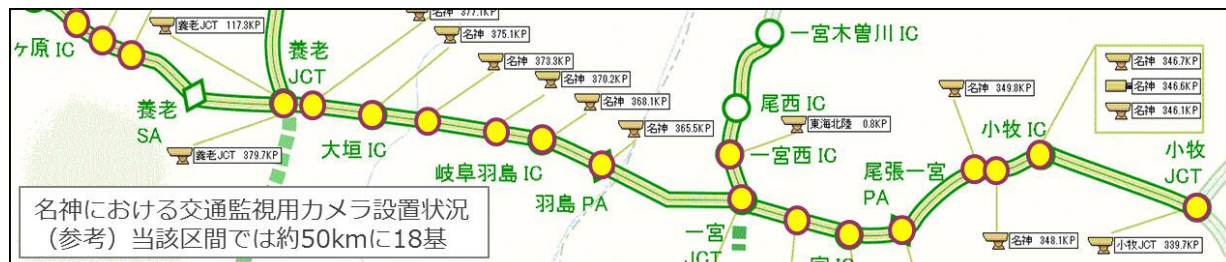 名神 377.1KP
養老JCT 117.3KP
名神 375.1KP
一宮木曽川 IC
ヶ原 IC
養老
JCT
名神 373.3KP
名神 346.7KP
名神 370.2KP
名神 349.8KP
名神 346.6KP
養老
SA
尾西 IC
名神 346.1KP
名神 368.1KP
東海北陸 0.8KP
小牧 IC
大垣 IC
名神 365.5KP
小牧
JCT
養老JCT 379.7KP
一宮西 IC
尾張一宮
PA
岐阜羽島 IC
羽島 PA
名神における交通監視用カメラ設置状況
（参考）当該区間では約50kmに18基
一宮
JCT
名神 348.1KP
小牧JCT 339.7KP